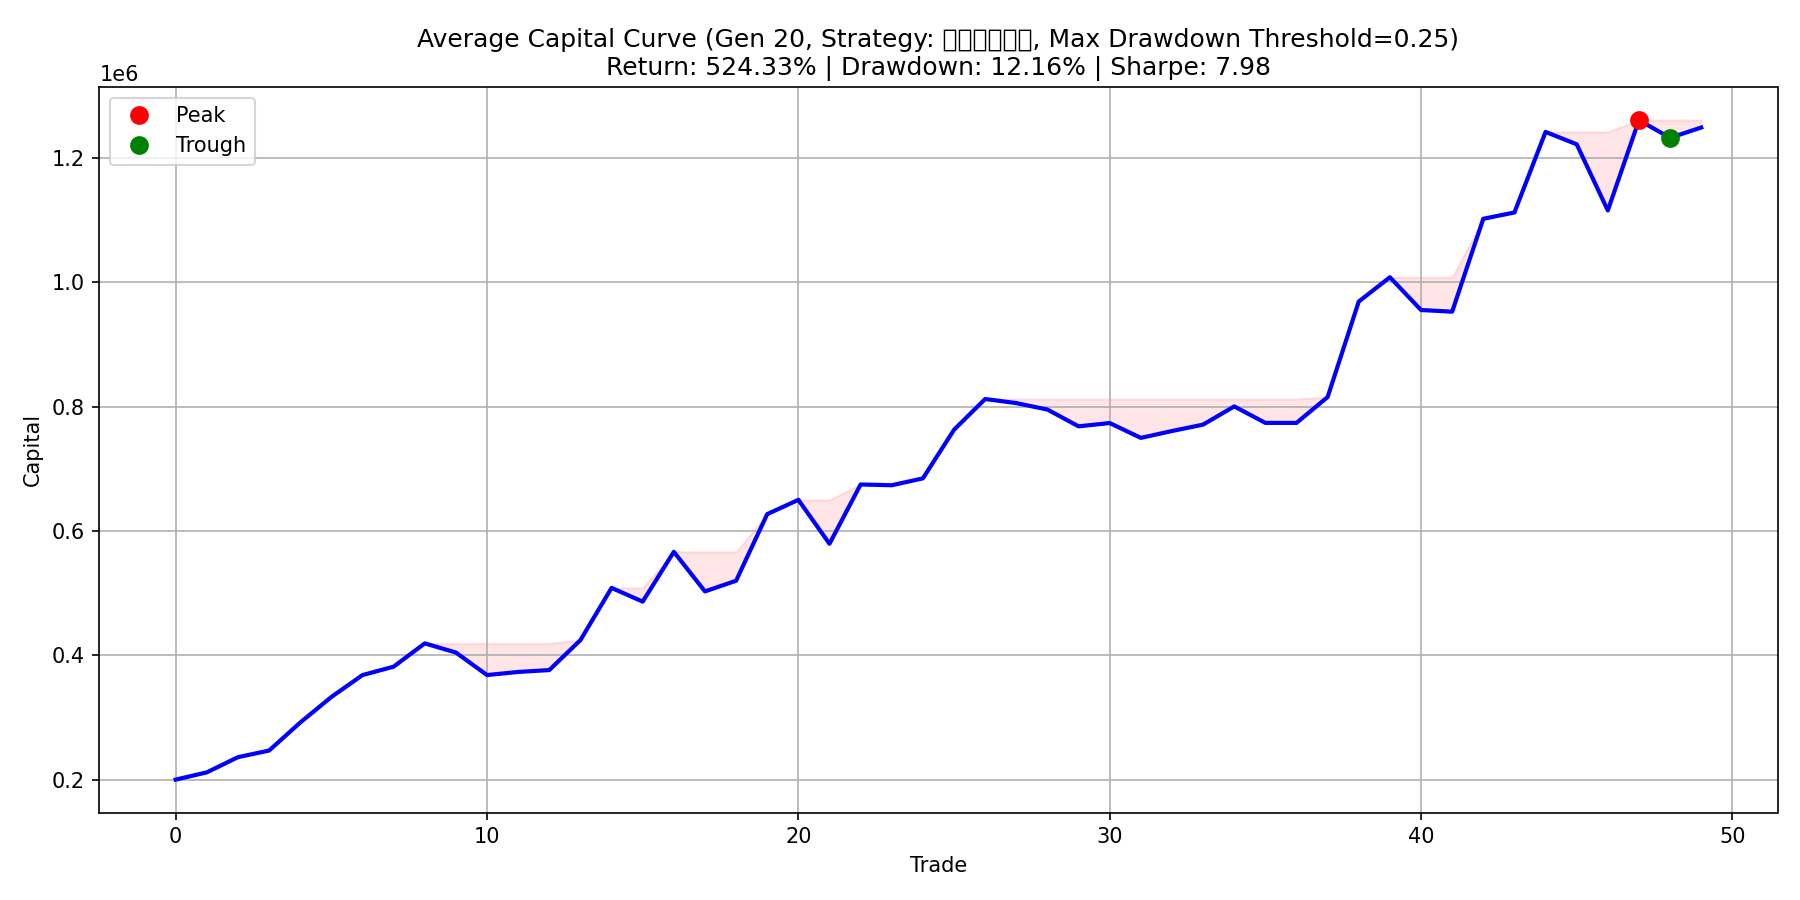 Average Capital Curve (Gen 20, Strategy: □□□□□□, Max Drawdown Threshold=0.25)
Return: 524.33% | Drawdown: 12.16% | Sharpe: 7.98
1e6
Peak
Trough
1.2
1.0
0.8
0.6
0.4
0.2
Capital
0 10 20 30 40 50
Trade